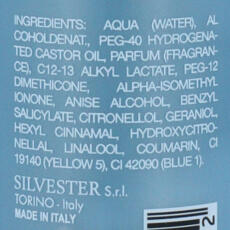 INGREDIENTS: AQUA (WATER), AL
COHOLDENAT., PEG-40 HYDROGENA-
TED CASTOR OIL, PARFUM (FRAGRAN-
CE), C12-13 ALKYL LACTATE, PEG-12
DIMETHICONE, ALPHA-ISOMETHYL
IONONE, ANISE ALCOHOL, BENZYL
SALICYLATE, CITRONELLOL, GERANIOL,
HEXYL CINNAMAL, HYDROXYCITRO-
NELLAL, LINALOOL, COUMARIN, CI
19140 (YELLOW 5), CI 42090 (BLUE 1).
SILVESTER s.r.l.
TORINO - Italy
MADE IN ITALY
2